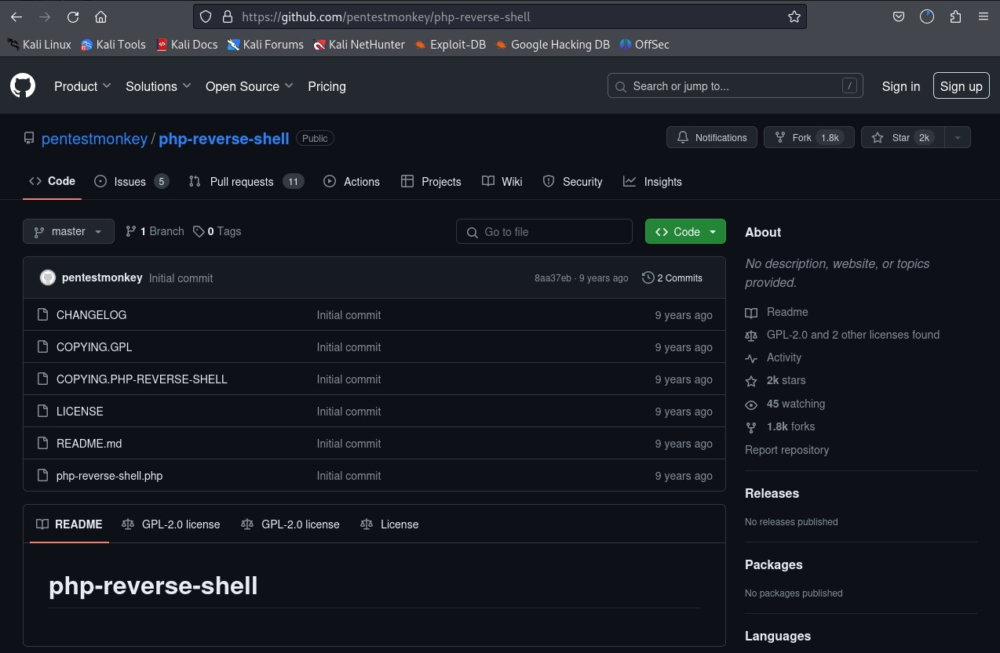 https://github.com/pentestmonkey/php-reverse-shell
Kali Linux Kali Tools Kali Docs Kali Forums Kali NetHunter Exploit-DB Google Hacking DB OffSec
Product Solutions Open Source Pricing Search or jump to... / Sign in Sign up
pentestmonkey / php-reverse-shell Public Notifications Fork 1.8k Star 2k
Code Issues 5 Pull requests 11 Actions Projects Wiki Security Insights
master 1 Branch 0 Tags Go to file Code
pentestmonkey Initial commit 8aa37eb · 9 years ago 2 Commits
CHANGELOG Initial commit 9 years ago
COPYING.GPL Initial commit 9 years ago
COPYING.PHP-REVERSE-SHELL Initial commit 9 years ago
LICENSE Initial commit 9 years ago
README.md Initial commit 9 years ago
php-reverse-shell.php Initial commit 9 years ago
README GPL-2.0 license GPL-2.0 license License
php-reverse-shell
About
No description, website, or topics
provided.
Readme
GPL-2.0 and 2 other licenses found
Activity
2k stars
45 watching
1.8k forks
Report repository
Releases
No releases published
Packages
No packages published
Languages